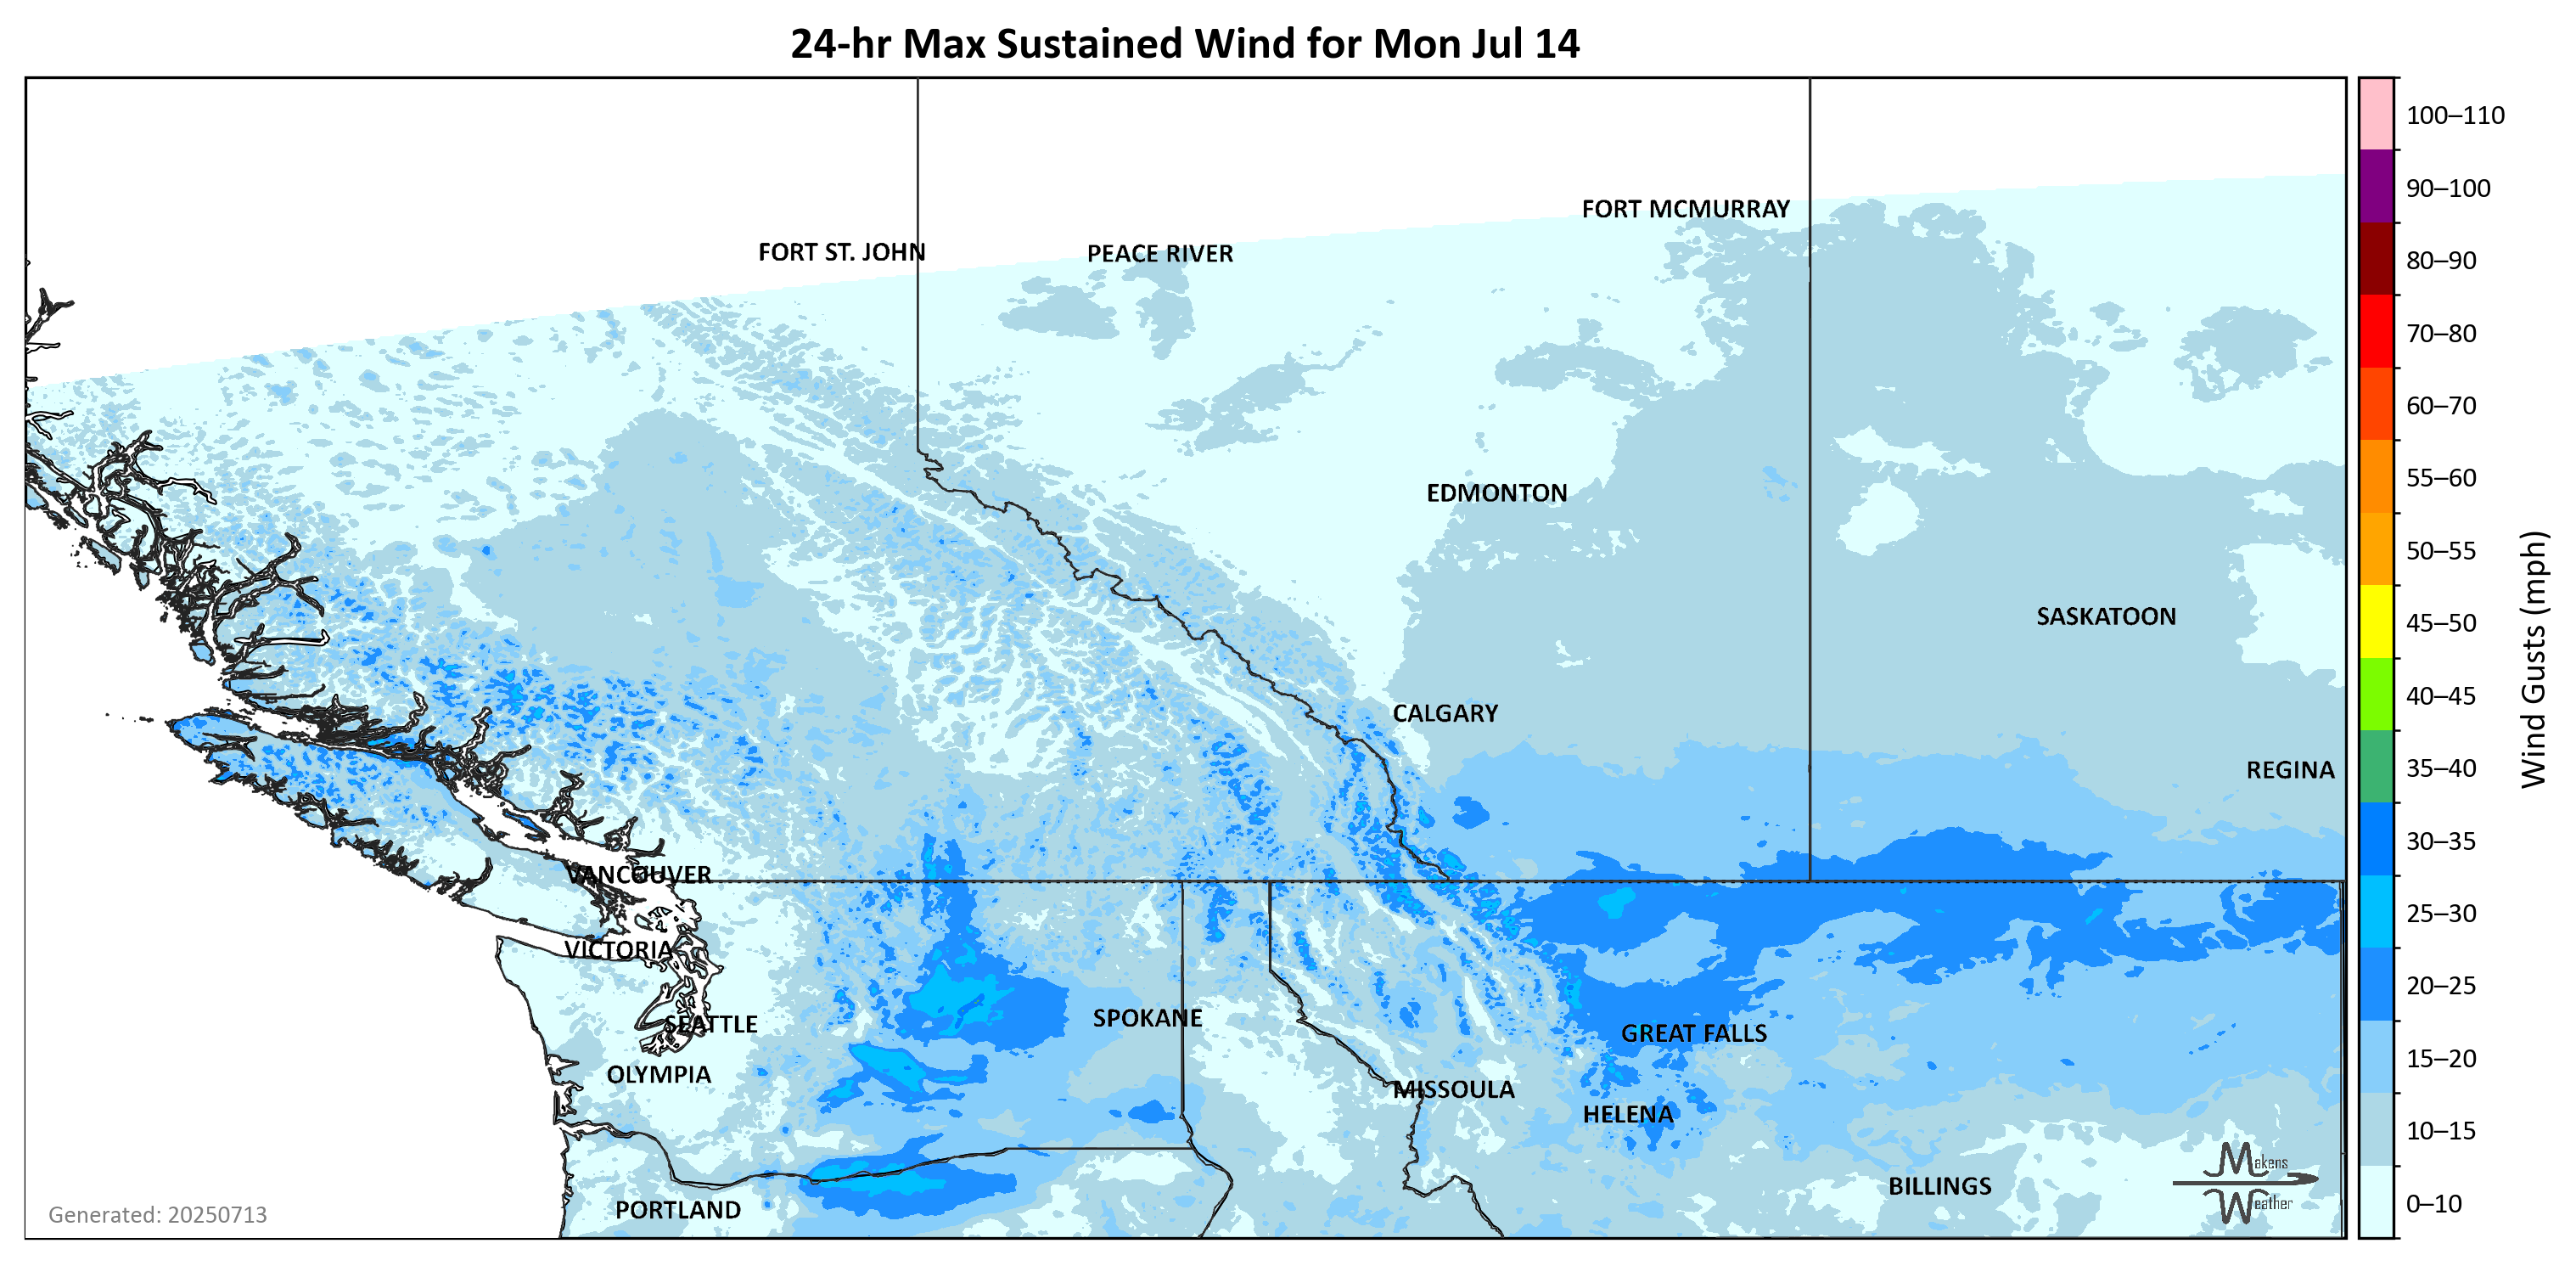 24-hr Max Sustained Wind for Mon Jul 14
100–110
FORT MCMURRAY
90–100
FORT ST. JOHN
PEACE RIVER
80–90
70–80
60–70
55–60
EDMONTON
50–55
45–50
SASKATOON
Wind Gusts (mph)
40–45
CALGARY
35–40
REGINA
30–35
VANCOUVER
25–30
VICTORIA
20–25
SPOKANE
SEATTLE
GREAT FALLS
15–20
OLYMPIA
MISSOULA
HELENA
10–15
Makens
Weather
BILLINGS
0–10
PORTLAND
Generated: 20250713